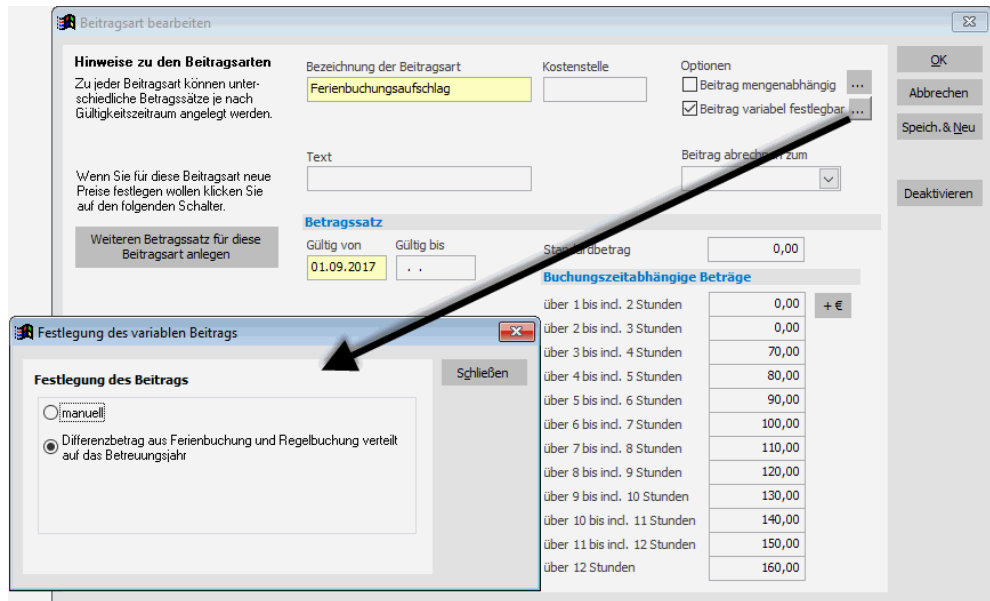 Beitragsart bearbeiten
Hinweise zu den Beitragsarten
Zu jeder Beitragsart können unter-
schiedliche Betragssätze je nach
Gültigkeitszeitraum angelegt werden.
Wenn Sie für diese Beitragsart neue
Preise festlegen wollen klicken Sie
auf den folgenden Schalter.
Weiteren Betragssatz für diese
Beitragsart anlegen
Bezeichnung der Beitragsart
Ferienbuchungsaufschlag
Kostenstelle
Optionen
Beitrag mengenabhängig ...
Beitrag variabel festlegbar ...
Text
Beitrag abrechnen zum
OK
Abbrechen
Speich.& Neu
Deaktivieren
Betragssatz
Gültig von
01.09.2017
Gültig bis
. .
Standardbetrag 0,00
Buchungszeitabhängige Beträge
über 1 bis incl. 2 Stunden 0,00 + €
über 2 bis incl. 3 Stunden 0,00
über 3 bis incl. 4 Stunden 70,00
über 4 bis incl. 5 Stunden 80,00
über 5 bis incl. 6 Stunden 90,00
über 6 bis incl. 7 Stunden 100,00
über 7 bis incl. 8 Stunden 110,00
über 8 bis incl. 9 Stunden 120,00
über 9 bis incl. 10 Stunden 130,00
über 10 bis incl. 11 Stunden 140,00
über 11 bis incl. 12 Stunden 150,00
über 12 Stunden 160,00
Festlegung des variablen Beitrags
Festlegung des Beitrags
Schließen
manuell
Differenzbetrag aus Ferienbuchung und Regelbuchung verteilt
auf das Betreuungsjahr